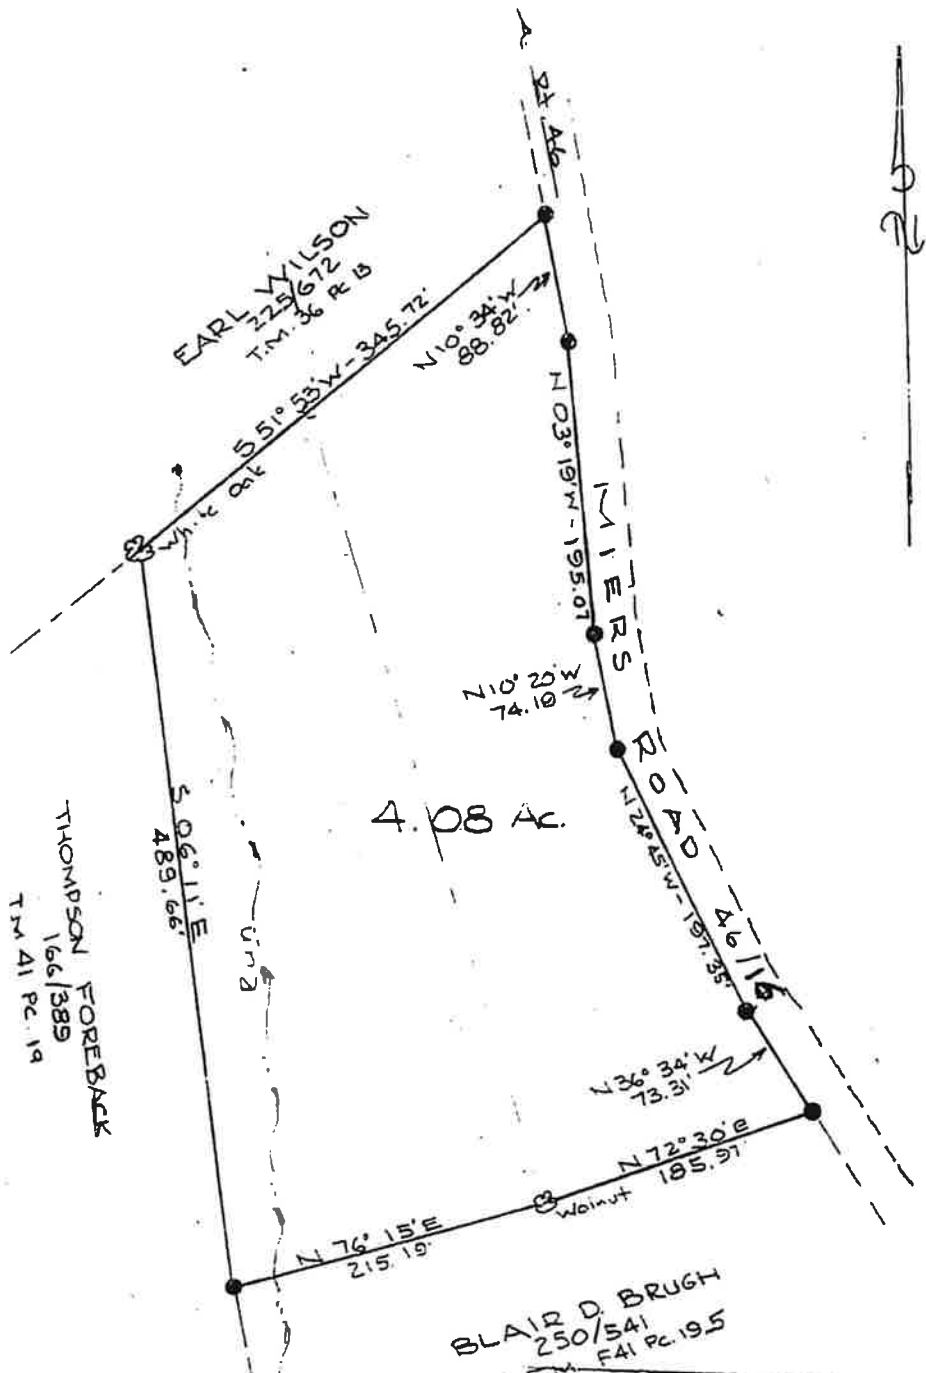 Rt. 46
EARL WILSON
225/672
T.M. 36 PC 13
S 51° 53' W - 345.72'
White Oak
N 10° 34' W
88.82'
N 03° 19' W - 195.07
MIERS ROAD 46/16
N 10° 20' W
74.18
4.08 Ac.
N 24° 45' W - 197.35'
S 06° 11' E
489.66'
THOMPSON FOREBACK
166/389
T.M 41 PC. 19
N 36° 34' W
73.31'
N 72° 30' E
185.97'
Walnut
N 76° 15' E
215.19'
BLAIR D. BRUGH
250/541
F41 PC. 19.5